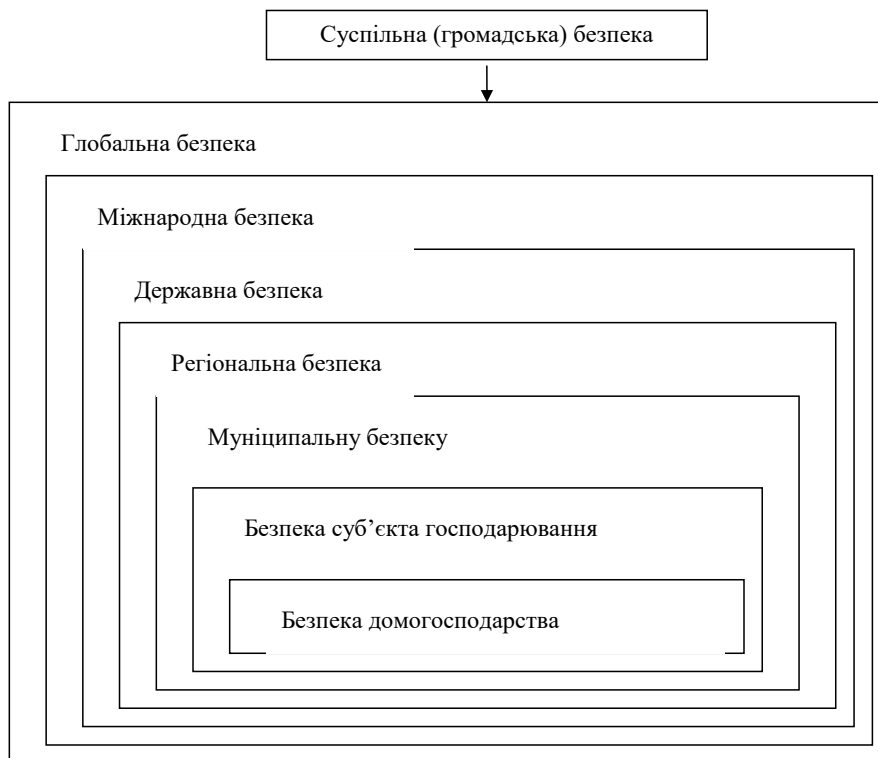 Суспільна (громадська) безпека
Глобальна безпека
Міжнародна безпека
Державна безпека
Регіональна безпека
Муніципальну безпеку
Безпека суб’єкта господарювання
Безпека домогосподарства